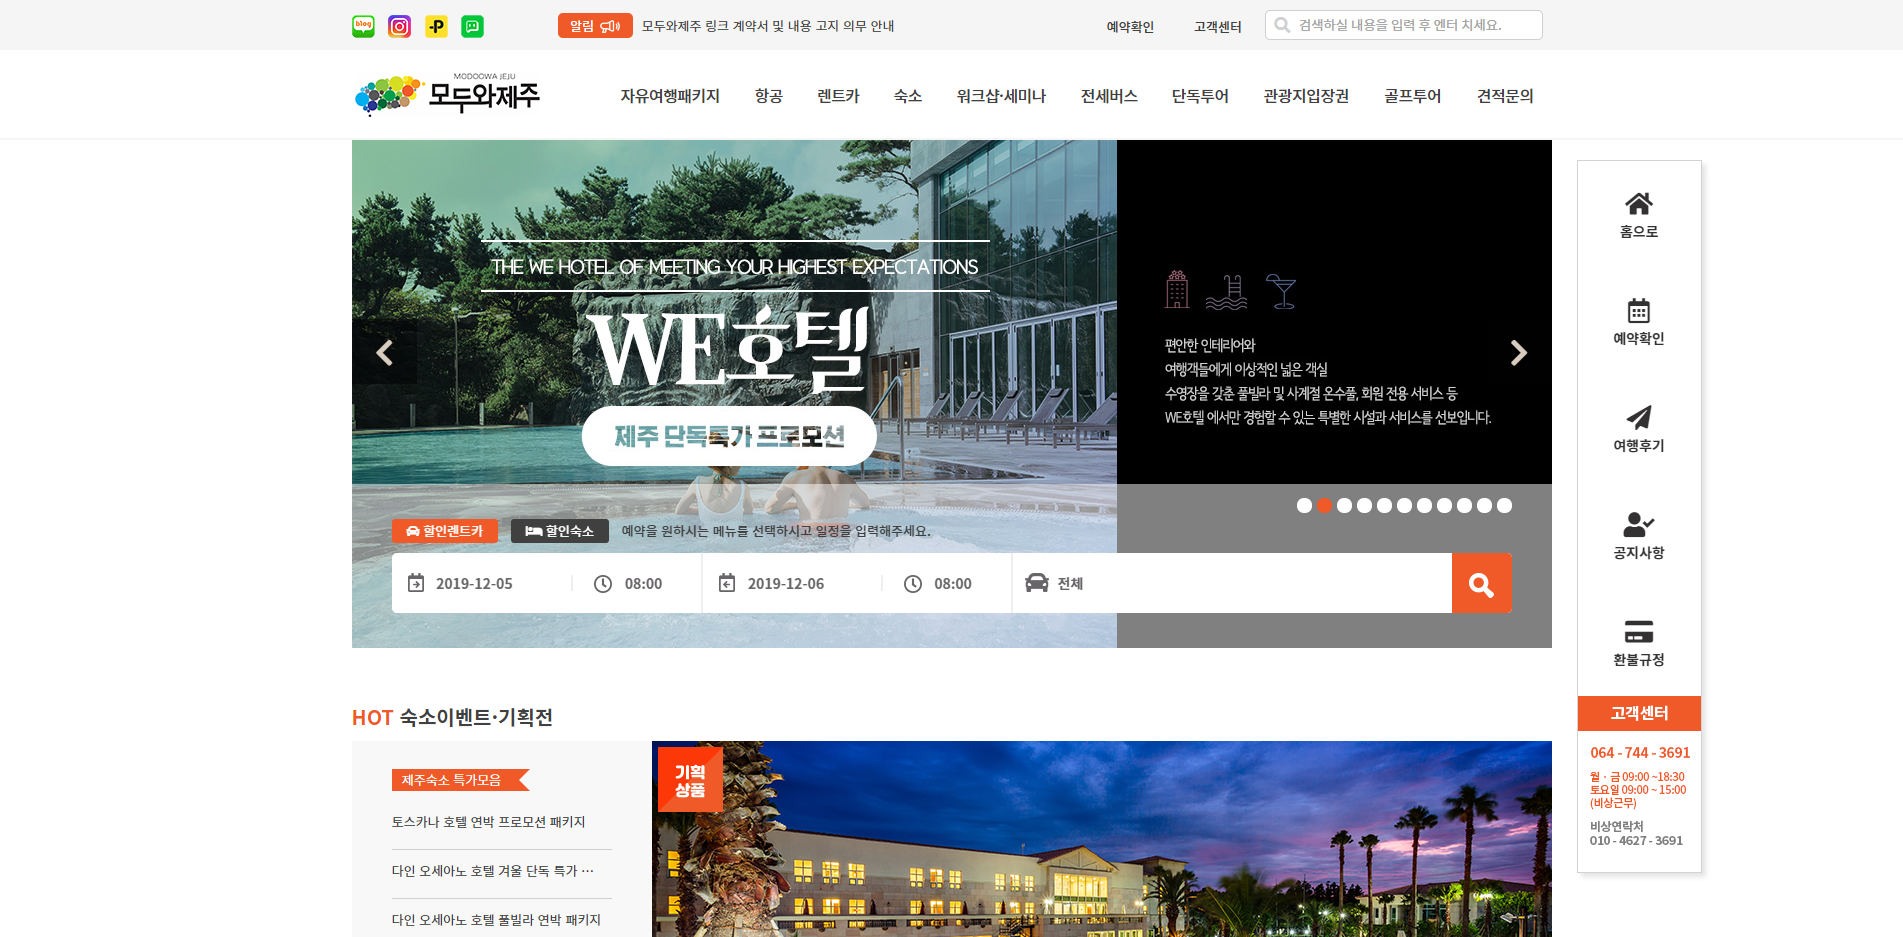 blog
알림
모두와제주 링크 계약서 및 내용 고지 의무 안내
예약확인
고객센터
검색하실 내용을 입력 후 엔터 치세요.
MODOOWA JEJU
모두와제주
자유여행패키지
항공
렌트카
숙소
워크샵·세미나
전세버스
단독투어
관광지입장권
골프투어
견적문의
THE WE HOTEL OF MEETING YOUR HIGHEST EXPECTATIONS
WE호텔
제주 단독특가 프로모션
편안한 인테리어와
여행객들에게 이상적인 넓은 객실
수영장을 갖춘 풀빌라 및 사계절 온수풀, 회원 전용 서비스 등
WE호텔 에서만 경험할 수 있는 특별한 시설과 서비스를 선보입니다.
할인렌트카
할인숙소
예약을 원하시는 메뉴를 선택하시고 일정을 입력해주세요.
2019-12-05
08:00
2019-12-06
08:00
전체
홈으로
예약확인
여행후기
공지사항
환불규정
고객센터
064 - 744 - 3691
월 · 금 09:00 ~18:30
토요일 09:00 ~ 15:00
(비상근무)
비상연락처
010 - 4627 - 3691
HOT 숙소이벤트·기획전
제주숙소 특가모음
토스카나 호텔 연박 프로모션 패키지
다인 오세아노 호텔 겨울 단독 특가 ···
다인 오세아노 호텔 풀빌라 연박 패키지
기획
상품